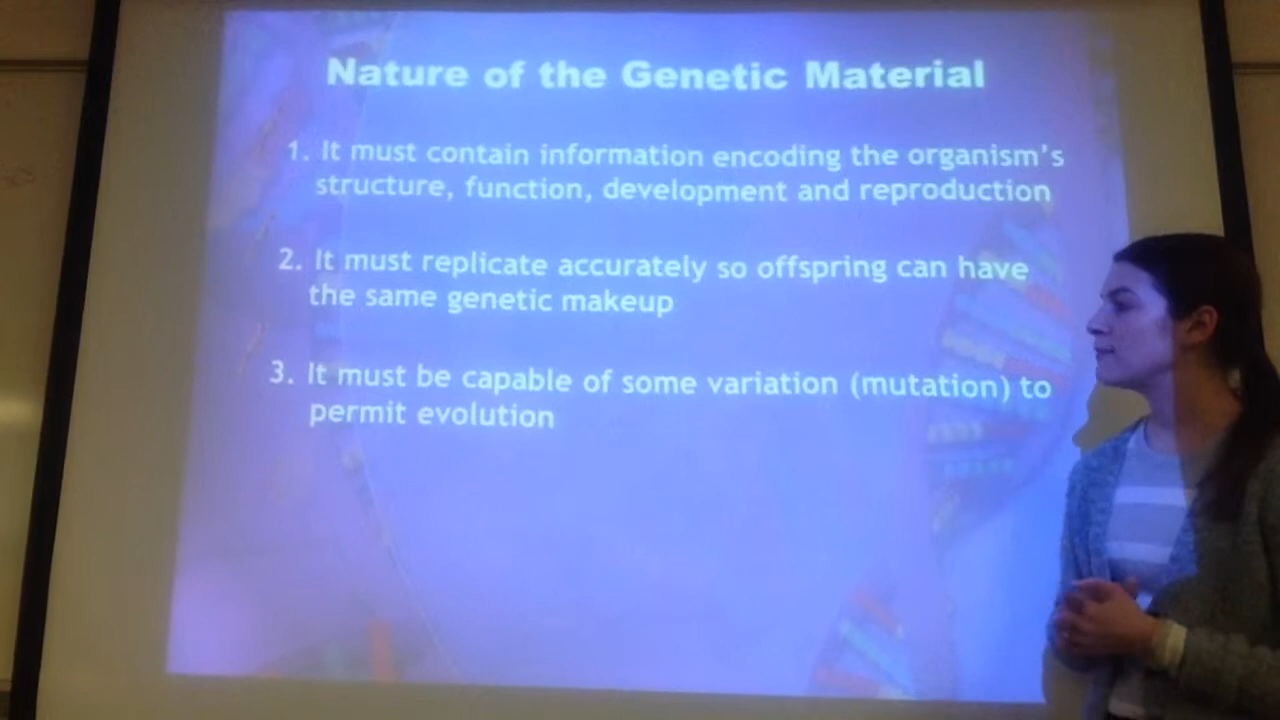 Nature of the Genetic Material
1. It must contain information encoding the organism's
structure, function, development and reproduction
2. It must replicate accurately so offspring can have
the same genetic makeup
3. It must be capable of some variation (mutation) to
permit evolution